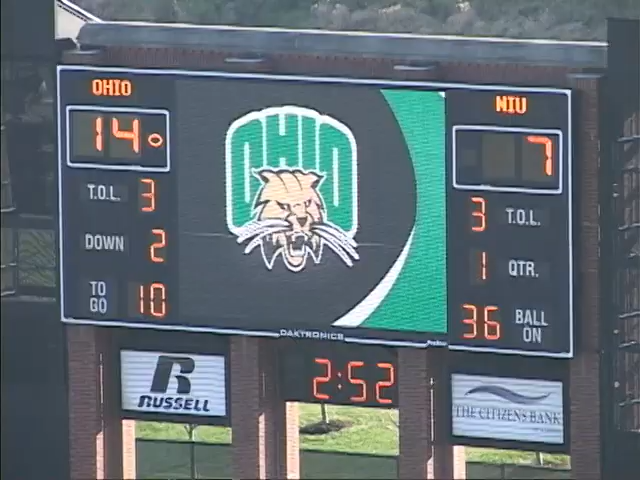 OHIO
NIU
14
7
OHIO
T.O.L. 3
3 T.O.L.
DOWN 2
1 QTR.
TO
GO 10
36 BALL
ON
DAKTRONICS
R
RUSSELL
2:52
THE CITIZENS BANK